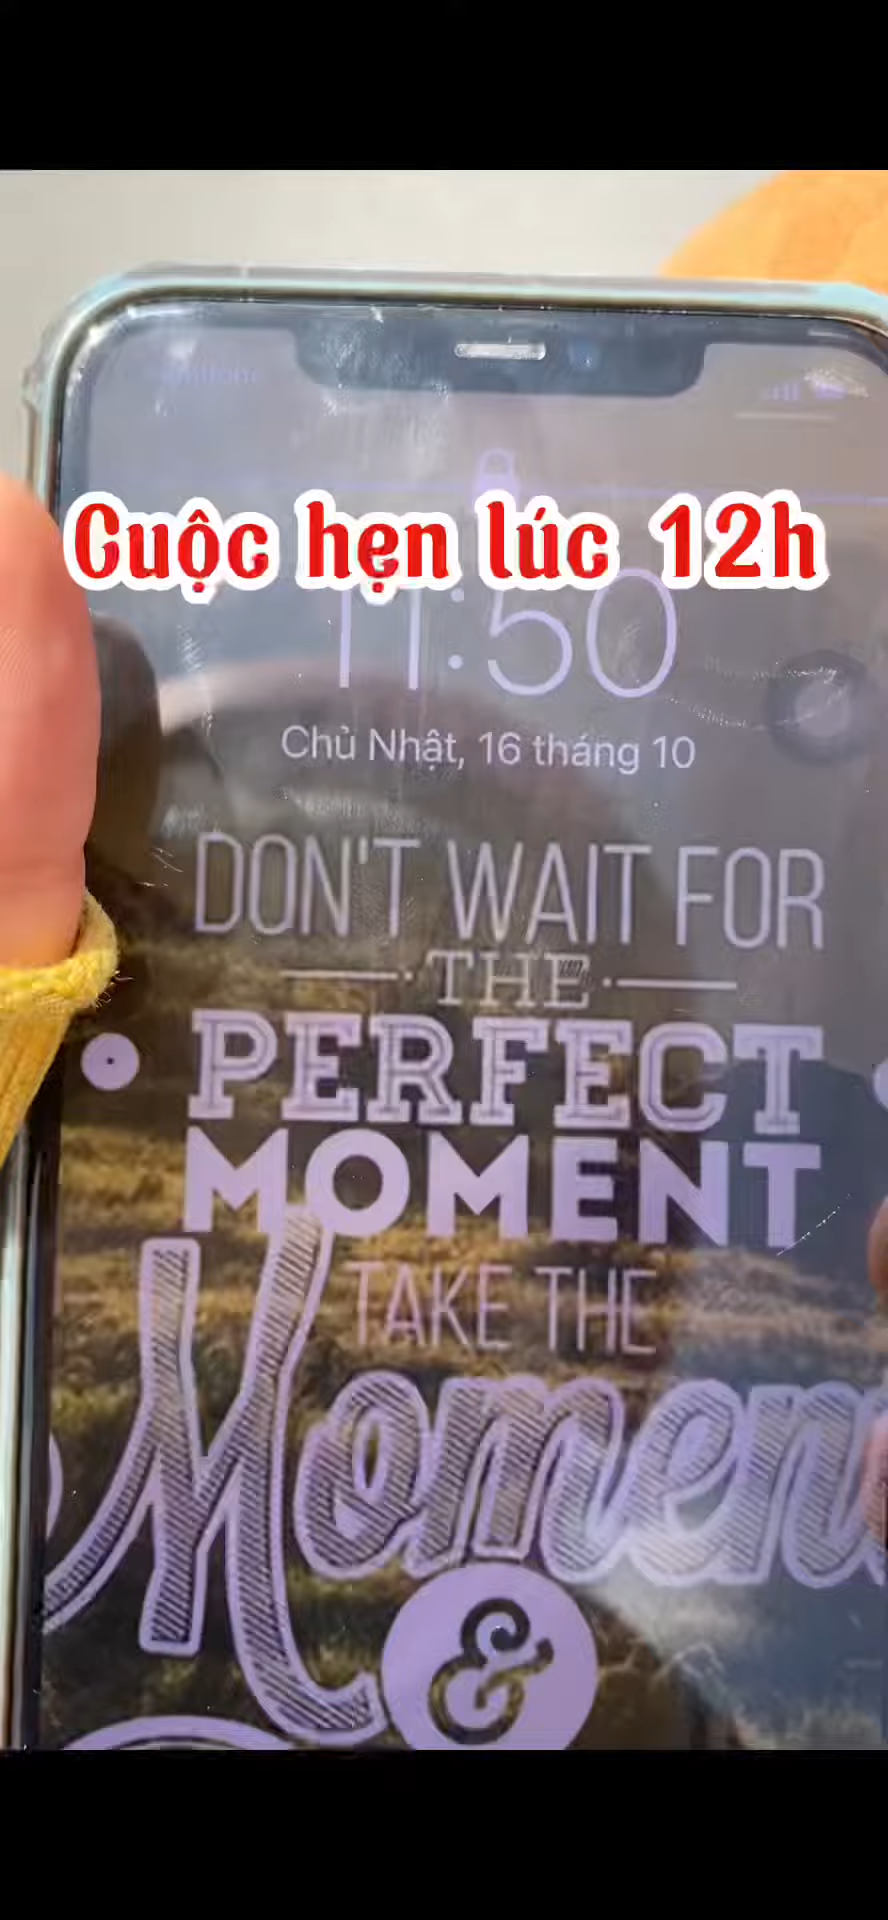 Cuộc hẹn lúc 12h
11:50
Chủ Nhật, 16 tháng 10
DON'T WAIT FOR
THE
PERFECT
MOMENT
TAKE THE
Momen
&